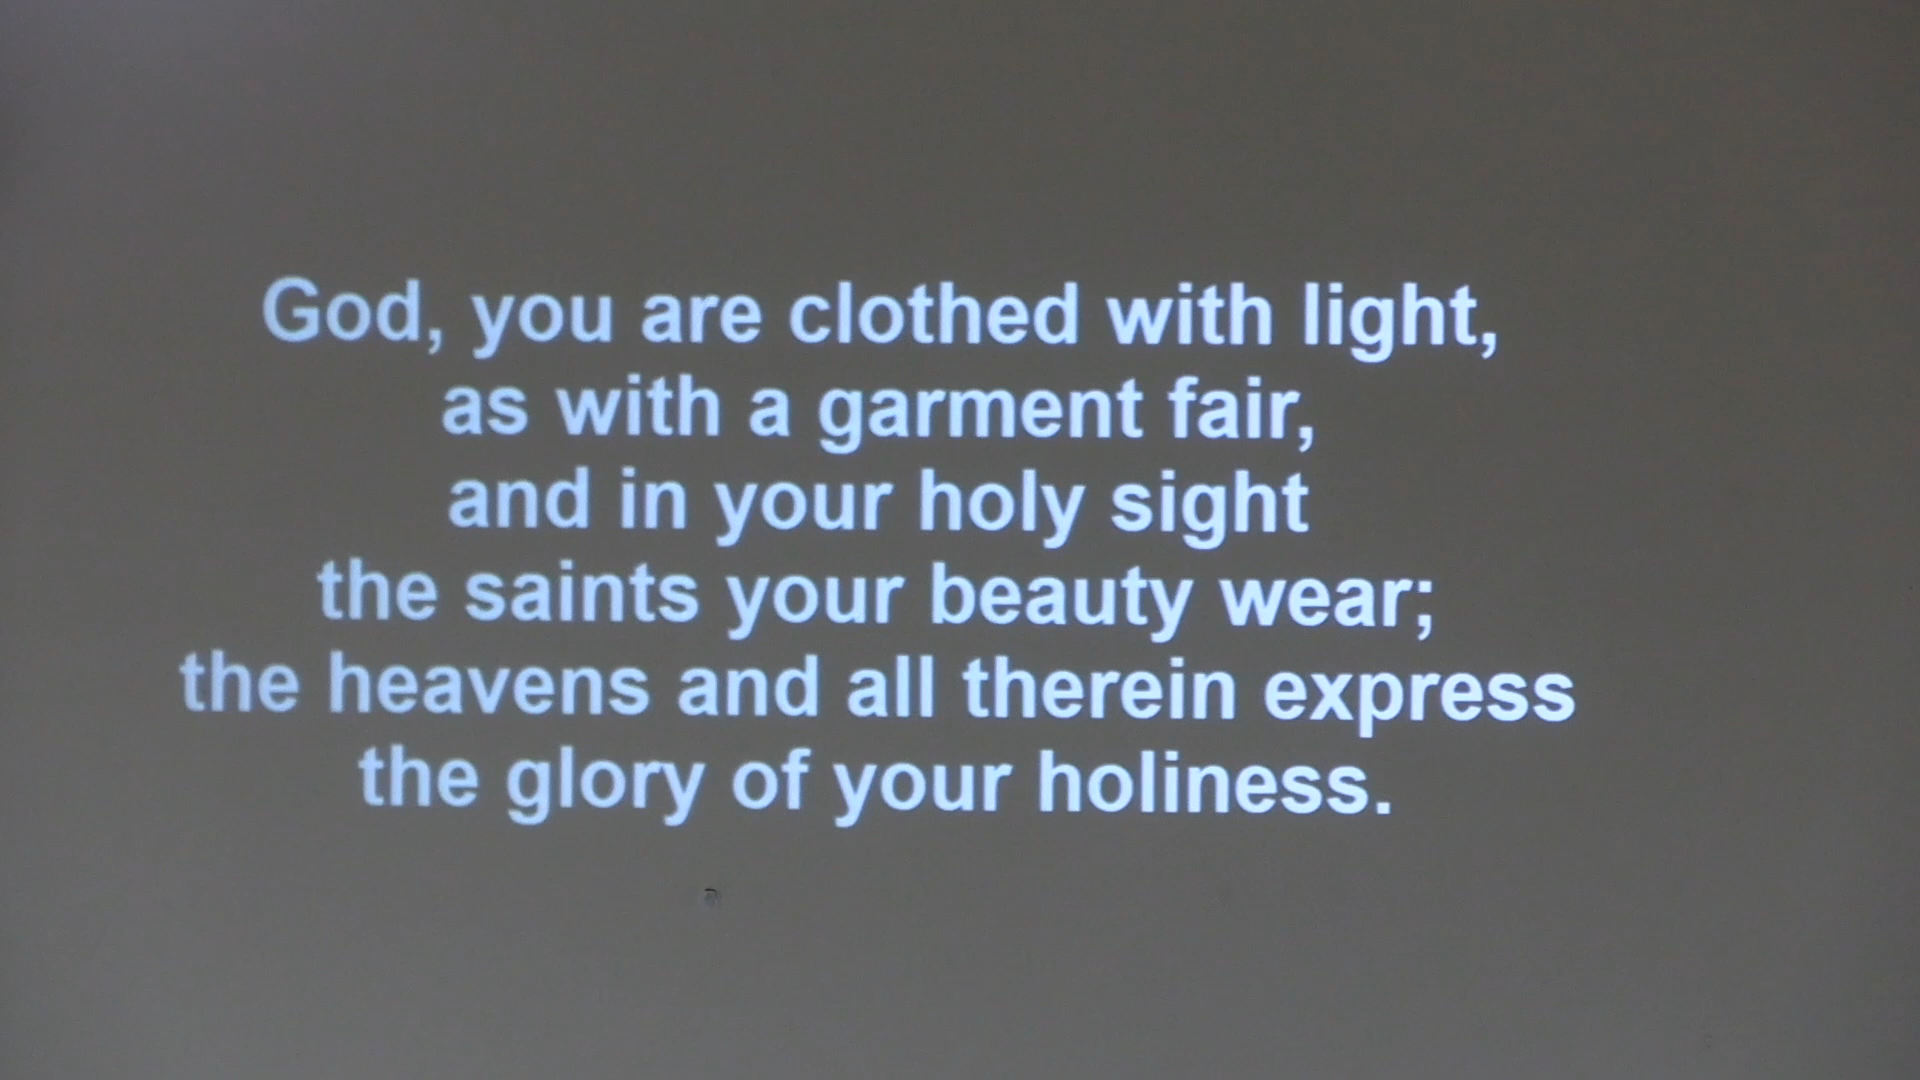 God, you are clothed with light,
as with a garment fair,
and in your holy sight
the saints your beauty wear;
the heavens and all therein express
the glory of your holiness.